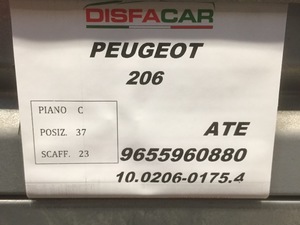 DISFACAR
PEUGEOT
206
PIANO C
POSIZ. 37
SCAFF. 23
ATE
9655960880
10.0206-0175.4